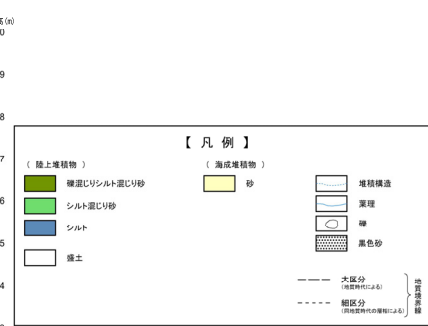 高(m)
0
9
8
7
6
5
4
【 凡 例 】
( 陸上堆積物 )
礫混じりシルト混じり砂
シルト混じり砂
シルト
盛土
( 海成堆積物 )
砂
堆積構造
葉理
礫
黒色砂
大区分
(地質時代による)
細区分
(同地質時代の層相による)
地質境界線